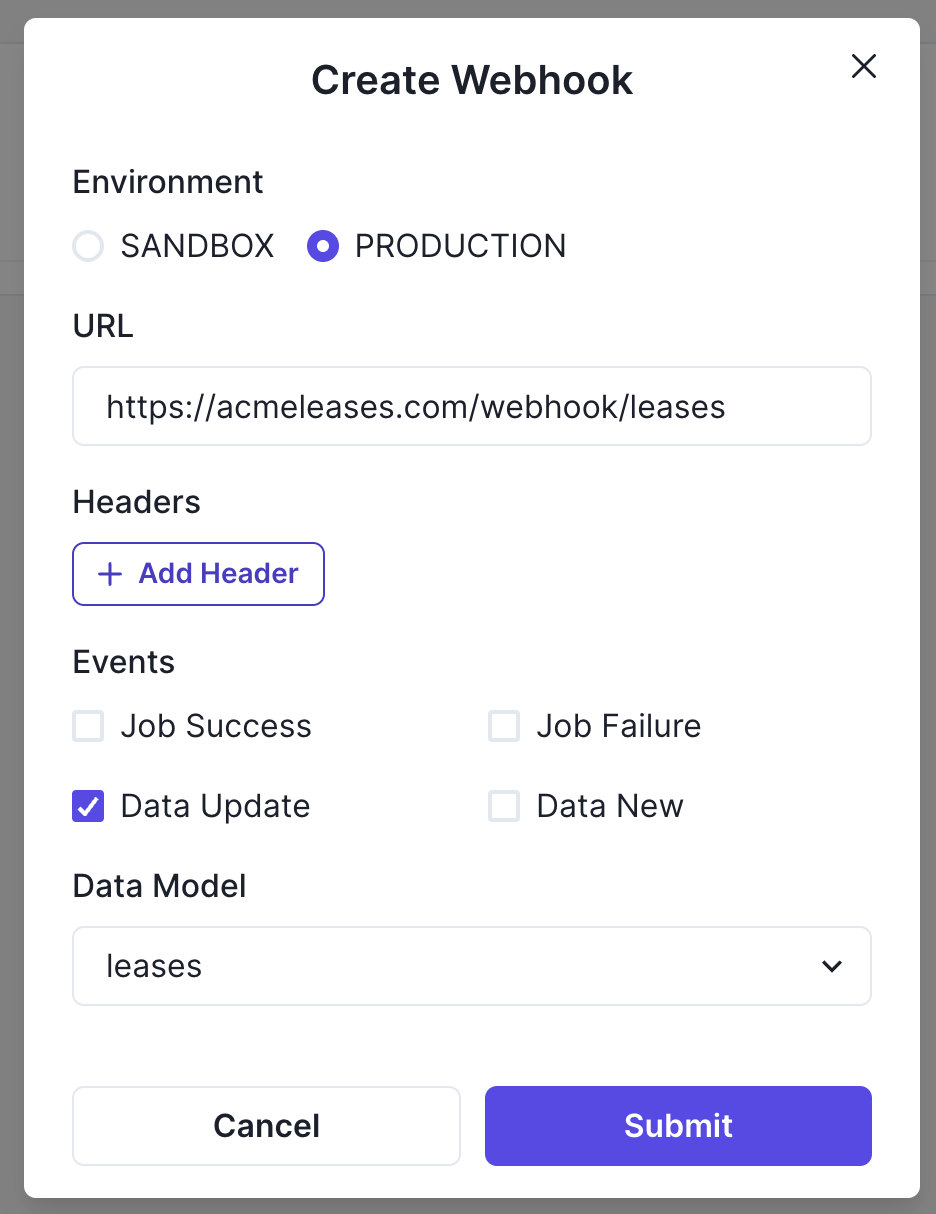 Create Webhook
Environment
SANDBOX PRODUCTION
URL
https://acmeleases.com/webhook/leases
Headers
Add Header
Events
Job Success Job Failure
Data Update Data New
Data Model
leases
Cancel Submit